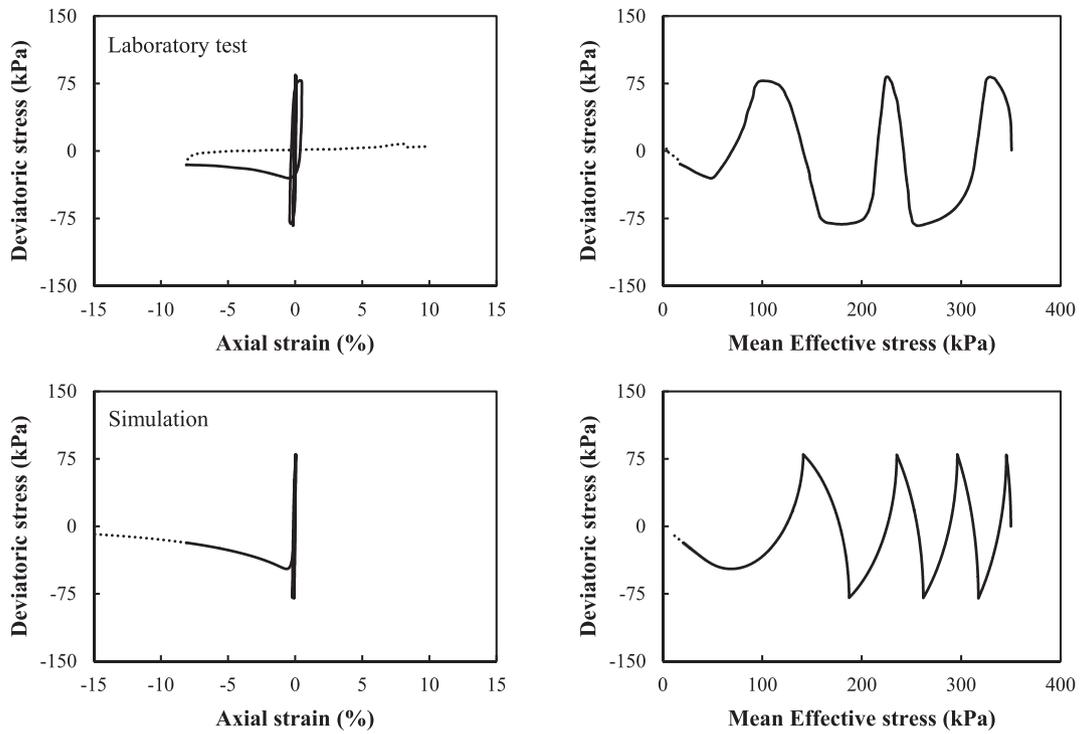 150
75
0
-75
-150
Deviatoric stress (kPa)
Laboratory test
-15 -10 -5 0 5 10 15
Axial strain (%)
150
75
0
-75
-150
Deviatoric stress (kPa)
0 100 200 300 400
Mean Effective stress (kPa)
150
75
0
-75
-150
Deviatoric stress (kPa)
Simulation
-15 -10 -5 0 5 10 15
Axial strain (%)
150
75
0
-75
-150
Deviatoric stress (kPa)
0 100 200 300 400
Mean Effective stress (kPa)